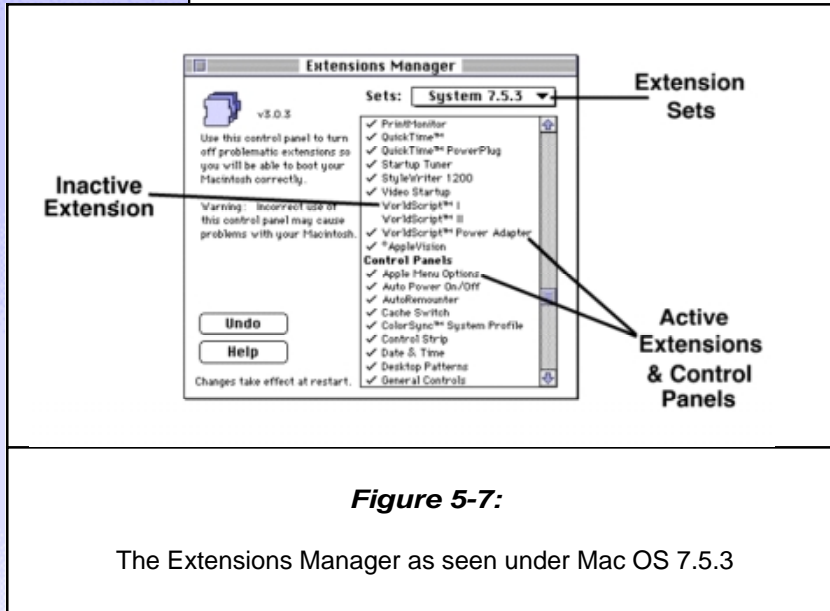 Extensions Manager
Sets: System 7.5.3
v3.0.3
Use this control panel to turn
off problematic extensions so
you will be able to boot your
Macintosh correctly.
Warning: Incorrect use of
this control panel may cause
problems with your Macintosh.
Undo
Help
Changes take effect at restart.
✓ PrintMonitor
✓ QuickTime™
✓ QuickTime™ PowerPlug
✓ Startup Tuner
✓ StyleWriter 1200
✓ Video Startup
WorldScript™ I
WorldScript™ II
✓ WorldScript™ Power Adapter
✓ *AppleVision
Control Panels
✓ Apple Menu Options
✓ Auto Power On/Off
✓ AutoRemounter
✓ Cache Switch
✓ ColorSync™ System Profile
✓ Control Strip
✓ Date & Time
✓ Desktop Patterns
✓ General Controls
Inactive
Extension
Extension
Sets
Active
Extensions
& Control
Panels
Figure 5-7:
The Extensions Manager as seen under Mac OS 7.5.3